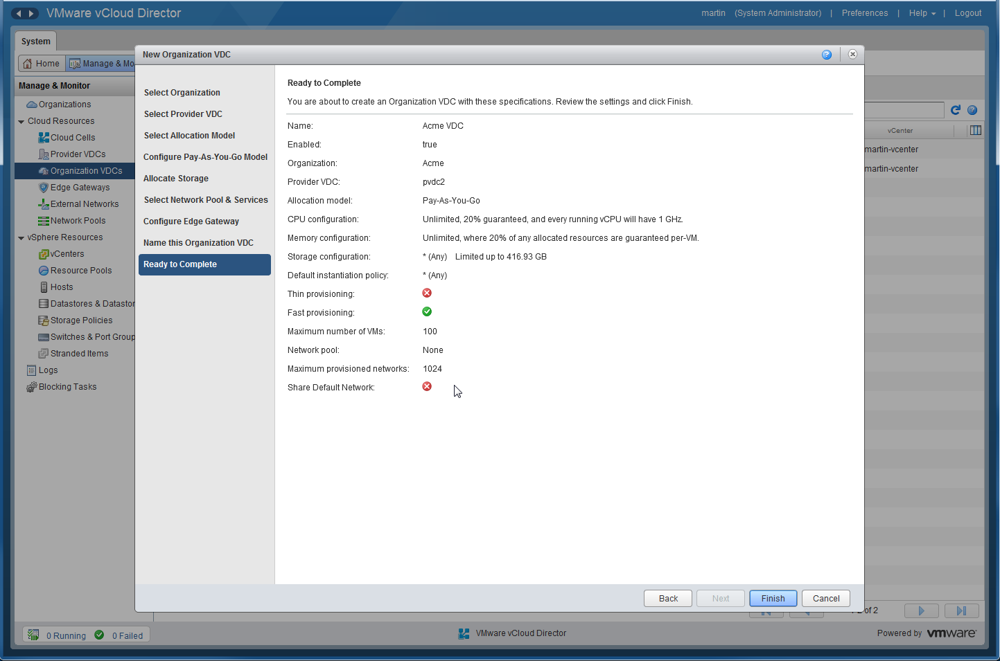 VMware vCloud Director
martin (System Administrator) | Preferences | Help | Logout
System
Home
Manage & Mo
New Organization VDC
Manage & Monitor
Organizations
Cloud Resources
Cloud Cells
Provider VDCs
Organization VDCs
Edge Gateways
External Networks
Network Pools
vSphere Resources
vCenters
Resource Pools
Hosts
Datastores & Datastor
Storage Policies
Switches & Port Group
Stranded Items
Logs
Blocking Tasks
Select Organization
Select Provider VDC
Select Allocation Model
Configure Pay-As-You-Go Model
Allocate Storage
Select Network Pool & Services
Configure Edge Gateway
Name this Organization VDC
Ready to Complete
Ready to Complete
You are about to create an Organization VDC with these specifications. Review the settings and click Finish.
Name: Acme VDC
Enabled: true
Organization: Acme
Provider VDC: pvdc2
Allocation model: Pay-As-You-Go
CPU configuration: Unlimited, 20% guaranteed, and every running vCPU will have 1 GHz.
Memory configuration: Unlimited, where 20% of any allocated resources are guaranteed per-VM.
Storage configuration: * (Any) Limited up to 416.93 GB
Default instantiation policy: * (Any)
Thin provisioning:
Fast provisioning:
Maximum number of VMs: 100
Network pool: None
Maximum provisioned networks: 1024
Share Default Network:
vCenter
martin-vcenter
martin-vcenter
Back
Next
Finish
Cancel
of 2
0 Running
0 Failed
VMware vCloud Director
Powered by vmware